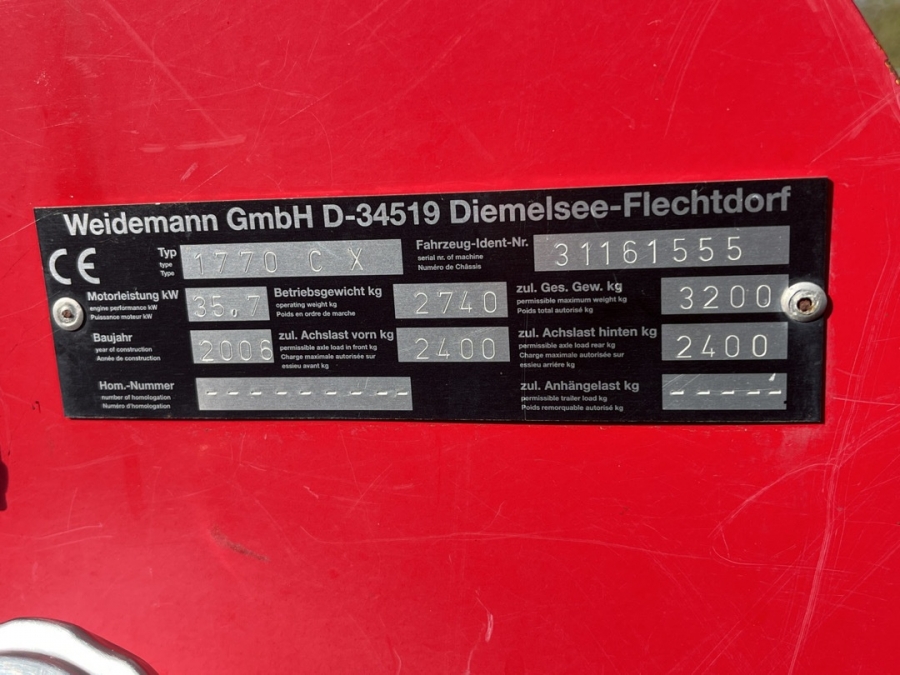 Weidemann GmbH D-34519 Diemelsee-Flechtdorf
CE
Typ
type
Type
1770 CX
Fahrzeug-Ident-Nr.
serial nr. of machine
Numéro de Châssis
31161555
Motorleistung kW
engine performance kW
Puissance moteur kW
35,7
Betriebsgewicht kg
operating weight kg
Poids en ordre de marche
2740
zul. Ges. Gew. kg
permissible maximum weight kg
Poids total autorisé kg
3200
Baujahr
year of construction
Année de construction
2006
zul. Achslast vorn kg
permissible axle load in front kg
Charge maximale autorisée sur
essieu avant kg
2400
zul. Achslast hinten kg
permissible axle load rear kg
Charge maximale autorisée sur
essieu arrière kg
2400
Hom.-Nummer
number of homologation
Numéro d'homologation
- - - - - - - - -
zul. Anhängelast kg
permissible trailer load kg
Poids remorquable autorisé kg
- - - - -